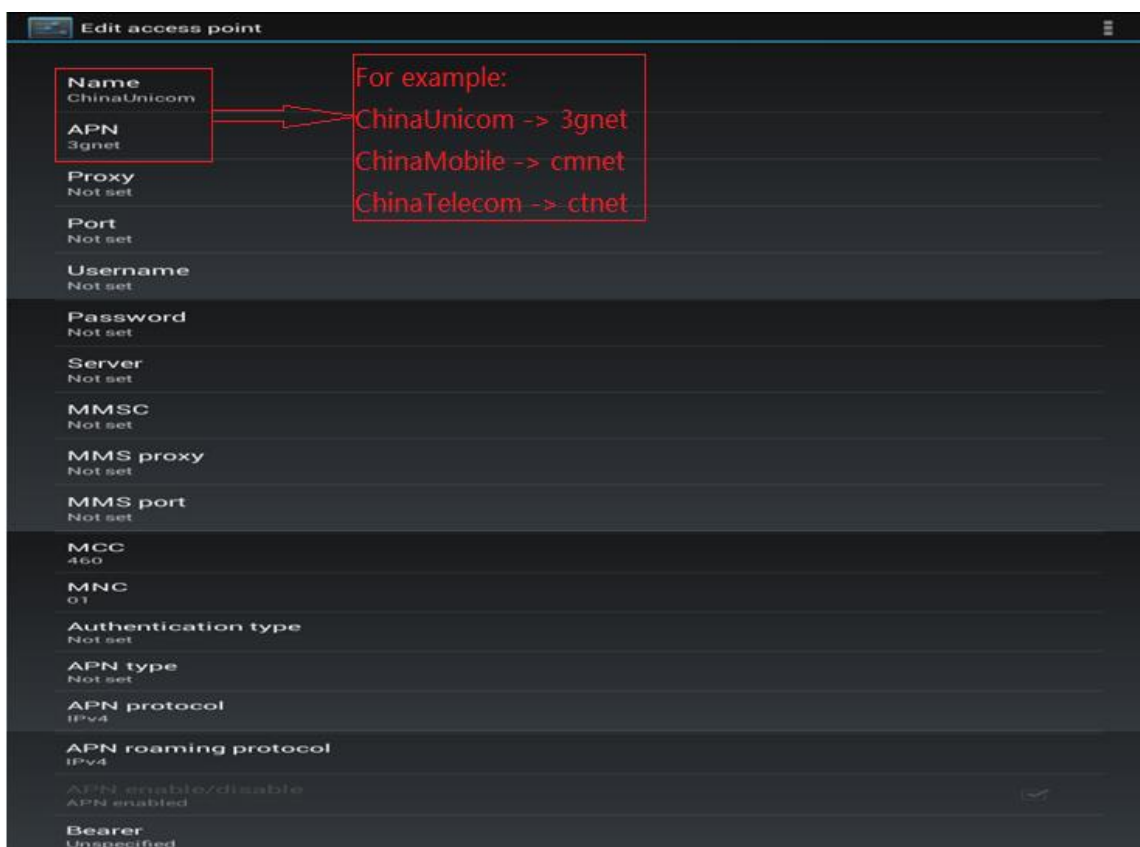 Edit access point
Name
ChinaUnicom
APN
3gnet
For example:
ChinaUnicom -> 3gnet
ChinaMobile -> cmnet
ChinaTelecom -> ctnet
Proxy
Not set
Port
Not set
Username
Not set
Password
Not set
Server
Not set
MMSC
Not set
MMS proxy
Not set
MMS port
Not set
MCC
460
MNC
01
Authentication type
Not set
APN type
Not set
APN protocol
IPv4
APN roaming protocol
IPv4
APN enable/disable
APN enabled
Bearer
Unspecified